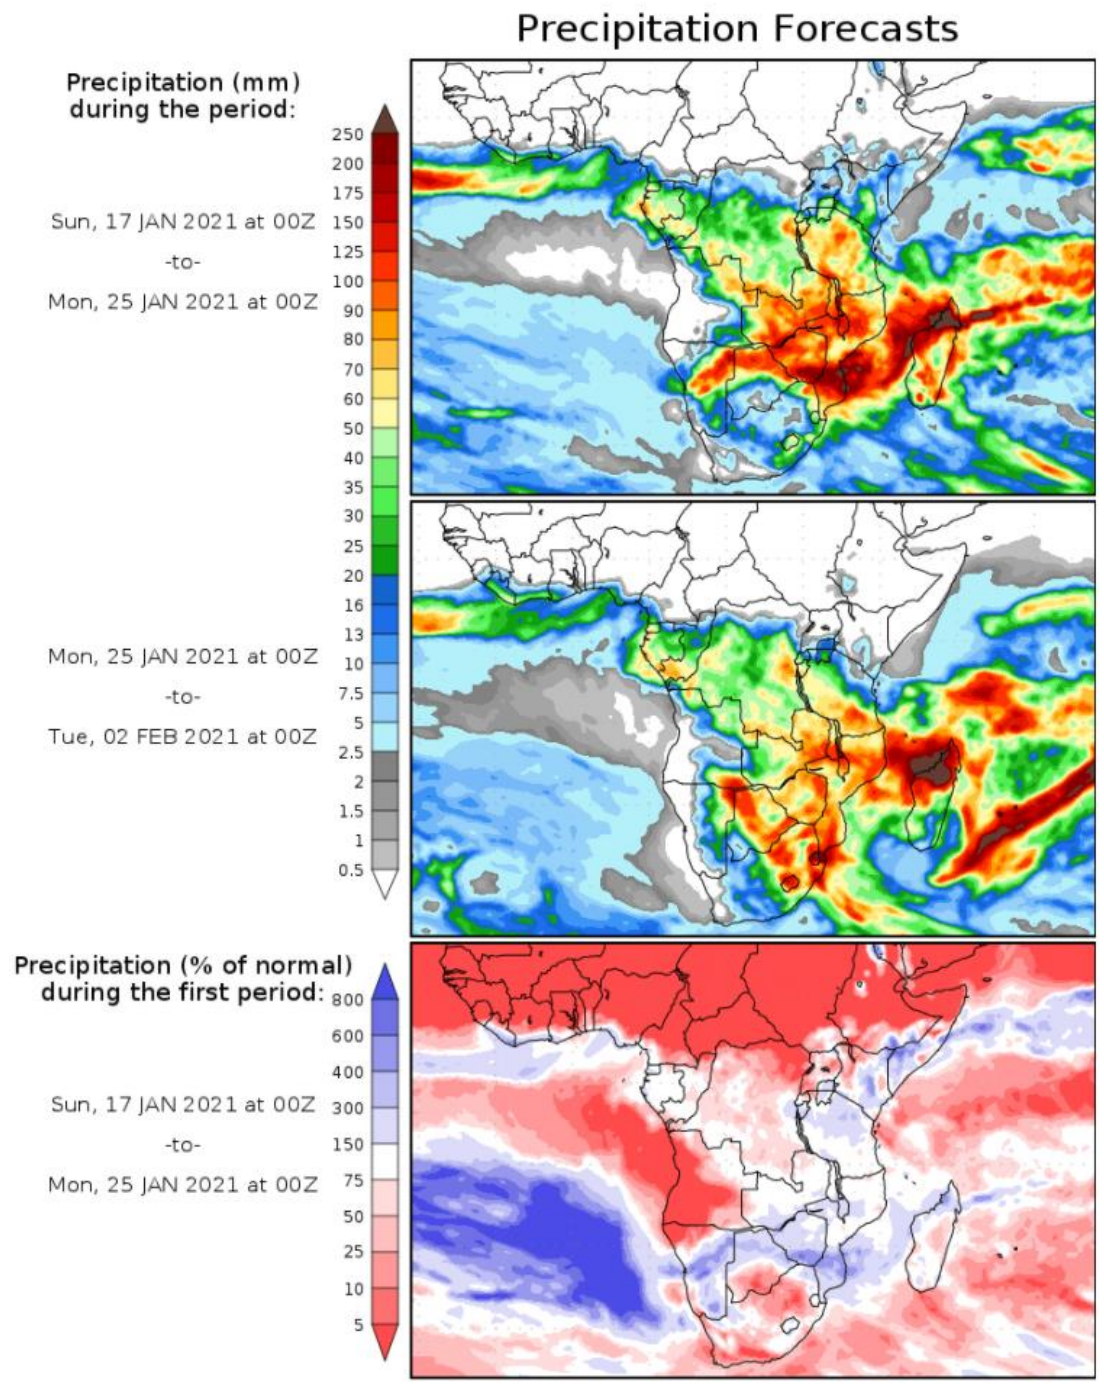 Precipitation Forecasts
Precipitation (mm)
during the period:
250
200
175
150
125
100
90
80
70
60
50
40
35
30
25
20
16
13
10
7.5
5
2.5
2
1.5
1
0.5
Sun, 17 JAN 2021 at 00Z
-to-
Mon, 25 JAN 2021 at 00Z
Mon, 25 JAN 2021 at 00Z
-to-
Tue, 02 FEB 2021 at 00Z
Precipitation (% of normal)
during the first period:
800
600
400
300
150
75
50
25
10
5
Sun, 17 JAN 2021 at 00Z
-to-
Mon, 25 JAN 2021 at 00Z